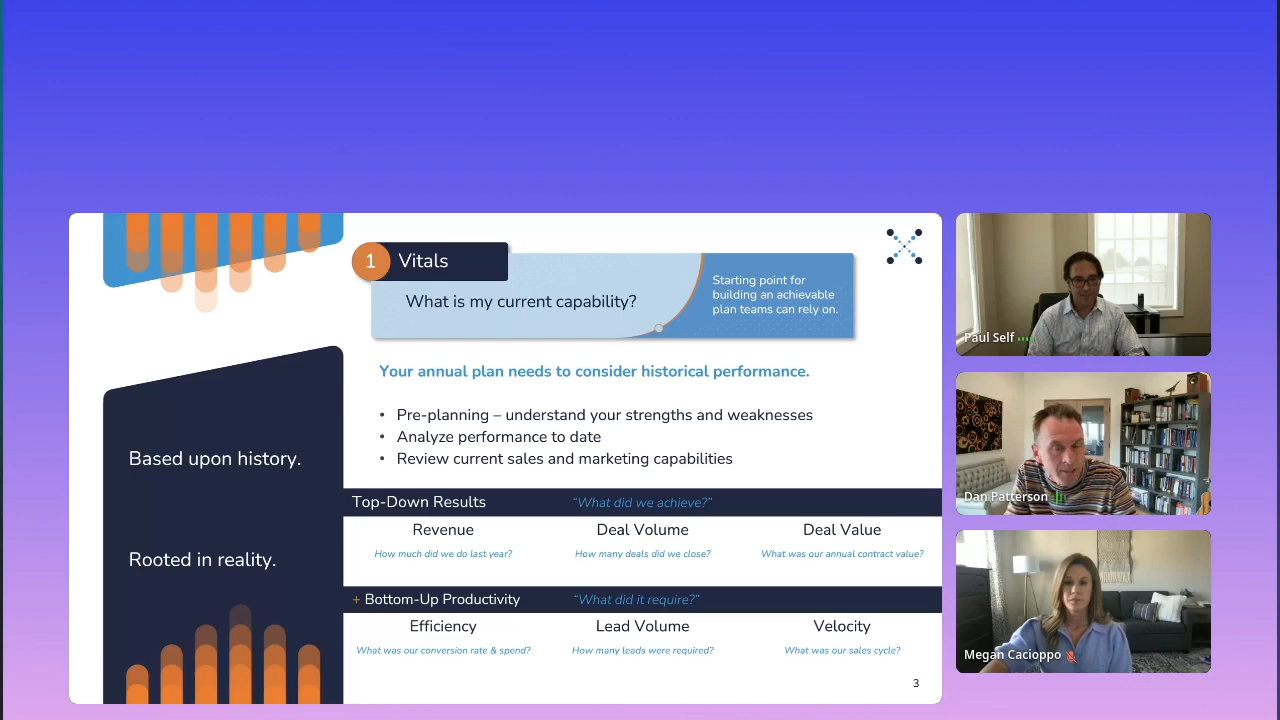 1 Vitals
What is my current capability?
Starting point for
building an achievable
plan teams can rely on.
Your annual plan needs to consider historical performance.
• Pre-planning – understand your strengths and weaknesses
• Analyze performance to date
• Review current sales and marketing capabilities
Based upon history.
Rooted in reality.
Top-Down Results “What did we achieve?”
Revenue Deal Volume Deal Value
How much did we do last year? How many deals did we close? What was our annual contract value?
+ Bottom-Up Productivity “What did it require?”
Efficiency Lead Volume Velocity
What was our conversion rate & spend? How many leads were required? What was our sales cycle?
3
Paul Self
Dan Patterson
Megan Cacioppo